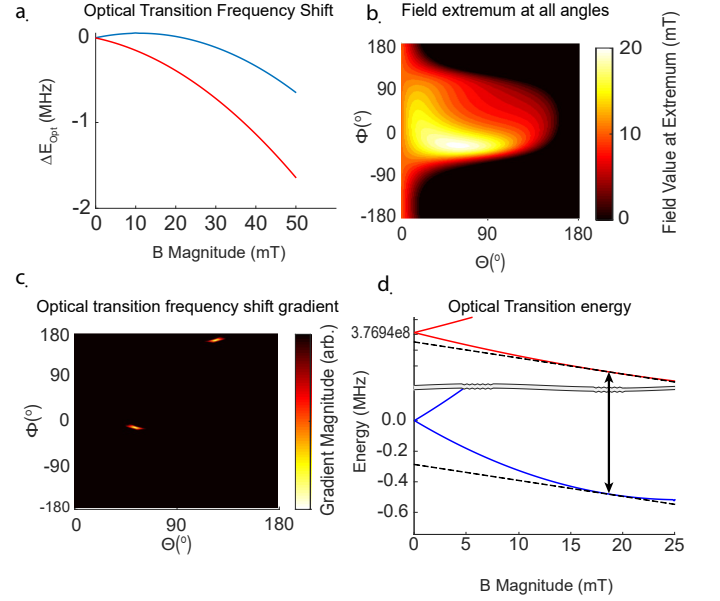 a.
Optical Transition Frequency Shift
0
-1
-2
ΔE_Opt (MHz)
0 10 20 30 40 50
B Magnitude (mT)
b.
Field extremum at all angles
180
90
0
-90
-180
Φ(°)
0 90 180
Θ(°)
20
10
0
Field Value at Extremum (mT)
c.
Optical transition frequency shift gradient
180
90
0
-90
-180
Φ(°)
0 90 180
Θ(°)
Gradient Magnitude (arb.)
d.
Optical Transition energy
3.7694e8
0.0
-0.2
-0.4
-0.6
Energy (MHz)
0 5 10 15 20 25
B Magnitude (mT)